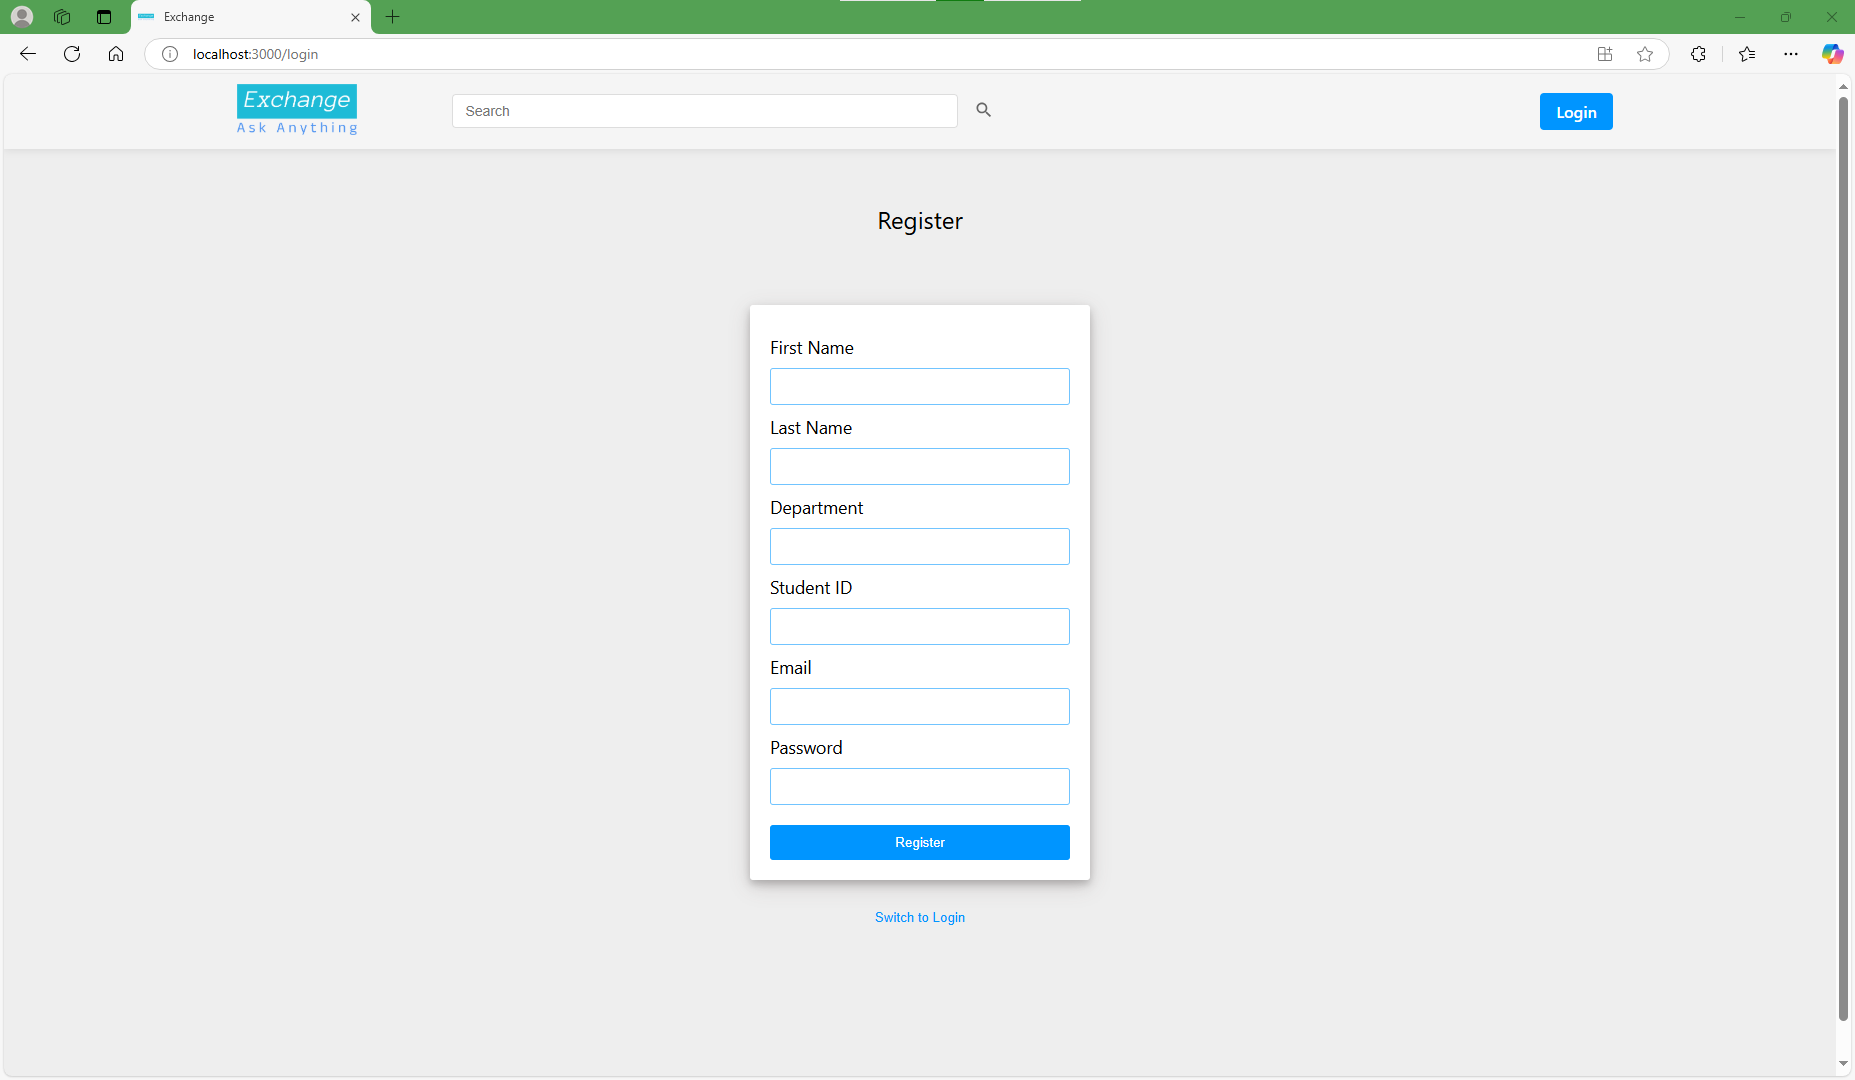 Exchange
localhost:3000/login
Exchange
Ask Anything
Search
Login
Register
First Name
Last Name
Department
Student ID
Email
Password
Register
Switch to Login